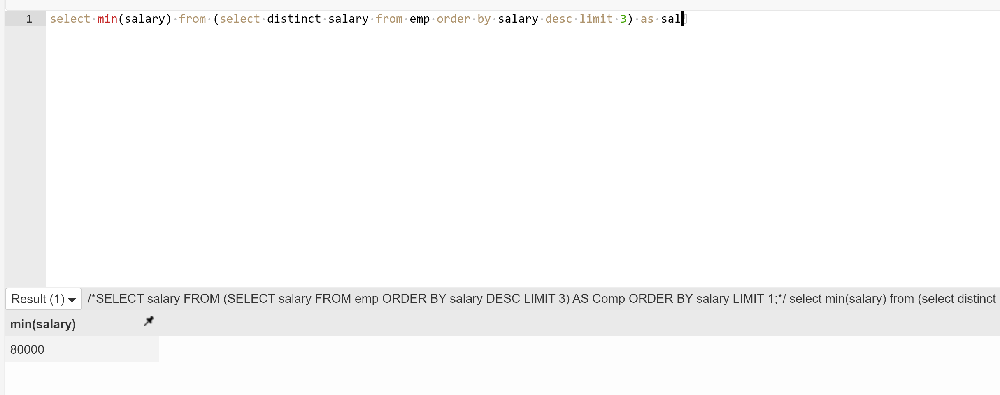 1 select min(salary) from (select distinct salary from emp order by salary desc limit 3) as sal
Result (1) /*SELECT salary FROM (SELECT salary FROM emp ORDER BY salary DESC LIMIT 3) AS Comp ORDER BY salary LIMIT 1;*/ select min(salary) from (select distinct
min(salary)
80000